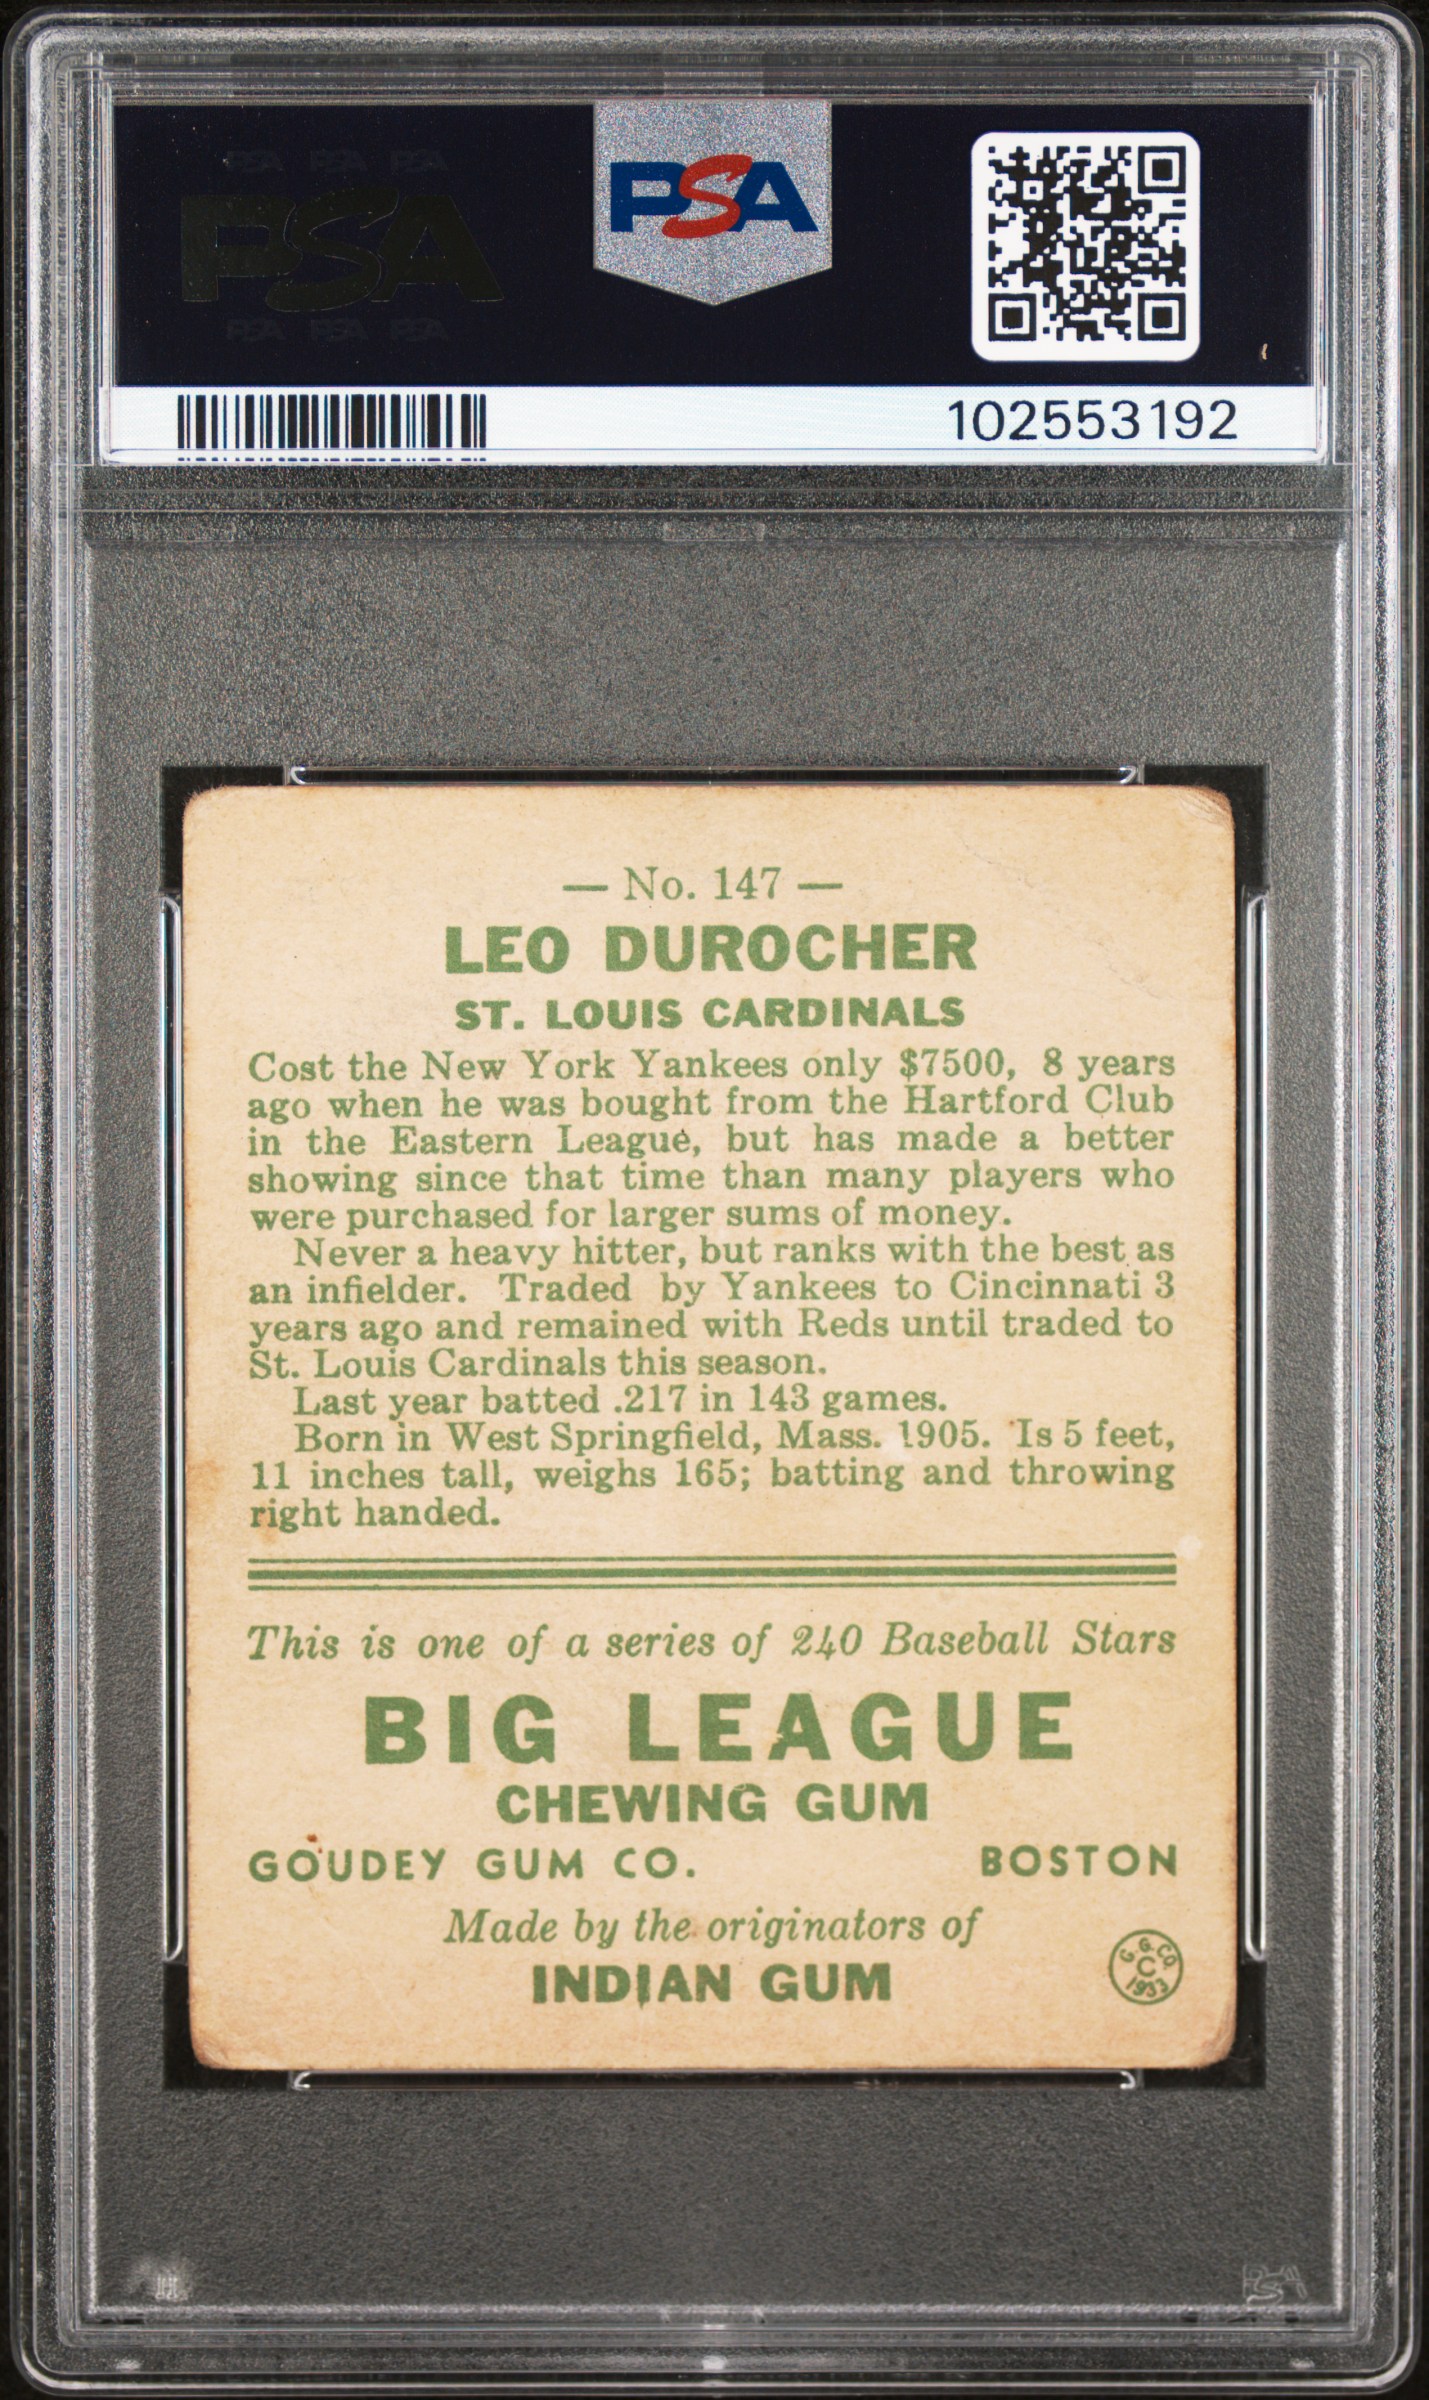 PSA PSA PSA
PSA
PSA PSA PSA
PSA
102553192
— No. 147 —
LEO DUROCHER
ST. LOUIS CARDINALS
Cost the New York Yankees only $7500, 8 years
ago when he was bought from the Hartford Club
in the Eastern League, but has made a better
showing since that time than many players who
were purchased for larger sums of money.
Never a heavy hitter, but ranks with the best as
an infielder. Traded by Yankees to Cincinnati 3
years ago and remained with Reds until traded to
St. Louis Cardinals this season.
Last year batted .217 in 143 games.
Born in West Springfield, Mass. 1905. Is 5 feet,
11 inches tall, weighs 165; batting and throwing
right handed.
This is one of a series of 240 Baseball Stars
BIG LEAGUE
CHEWING GUM
GOUDEY GUM CO. BOSTON
Made by the originators of
INDIAN GUM
G. G. CO.
C
1933
PSA